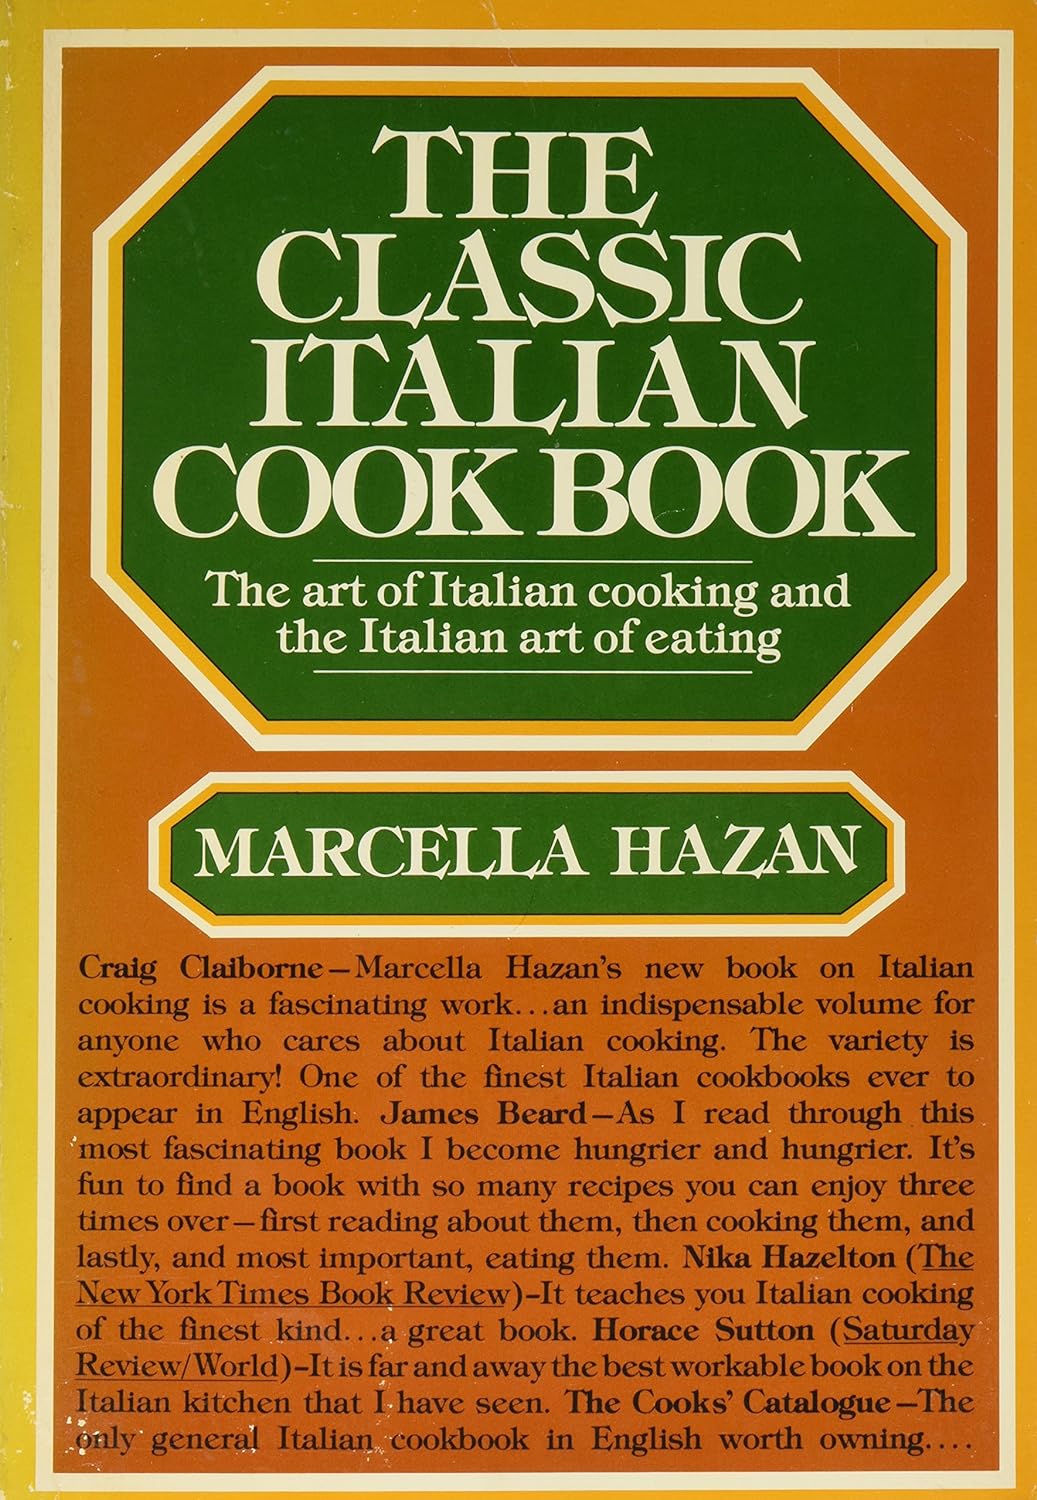 THE
CLASSIC
ITALIAN
COOK BOOK
The art of Italian cooking and
the Italian art of eating
MARCELLA HAZAN
Craig Claiborne—Marcella Hazan's new book on Italian
cooking is a fascinating work...an indispensable volume for
anyone who cares about Italian cooking. The variety is
extraordinary! One of the finest Italian cookbooks ever to
appear in English. James Beard—As I read through this
most fascinating book I become hungrier and hungrier. It's
fun to find a book with so many recipes you can enjoy three
times over—first reading about them, then cooking them, and
lastly, and most important, eating them. Nika Hazelton (The
New York Times Book Review)-It teaches you Italian cooking
of the finest kind...a great book. Horace Sutton (Saturday
Review/World)-It is far and away the best workable book on the
Italian kitchen that I have seen. The Cooks' Catalogue—The
only general Italian cookbook in English worth owning....